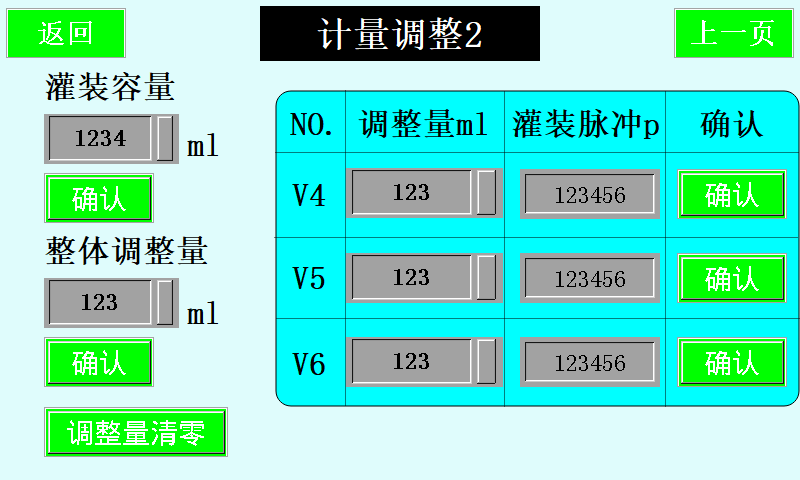 返回 计量调整2 上一页
灌装容量
1234 ml
确认
整体调整量
123 ml
确认
调整量清零
NO. 调整量ml 灌装脉冲p 确认
V4 123 123456 确认
V5 123 123456 确认
V6 123 123456 确认